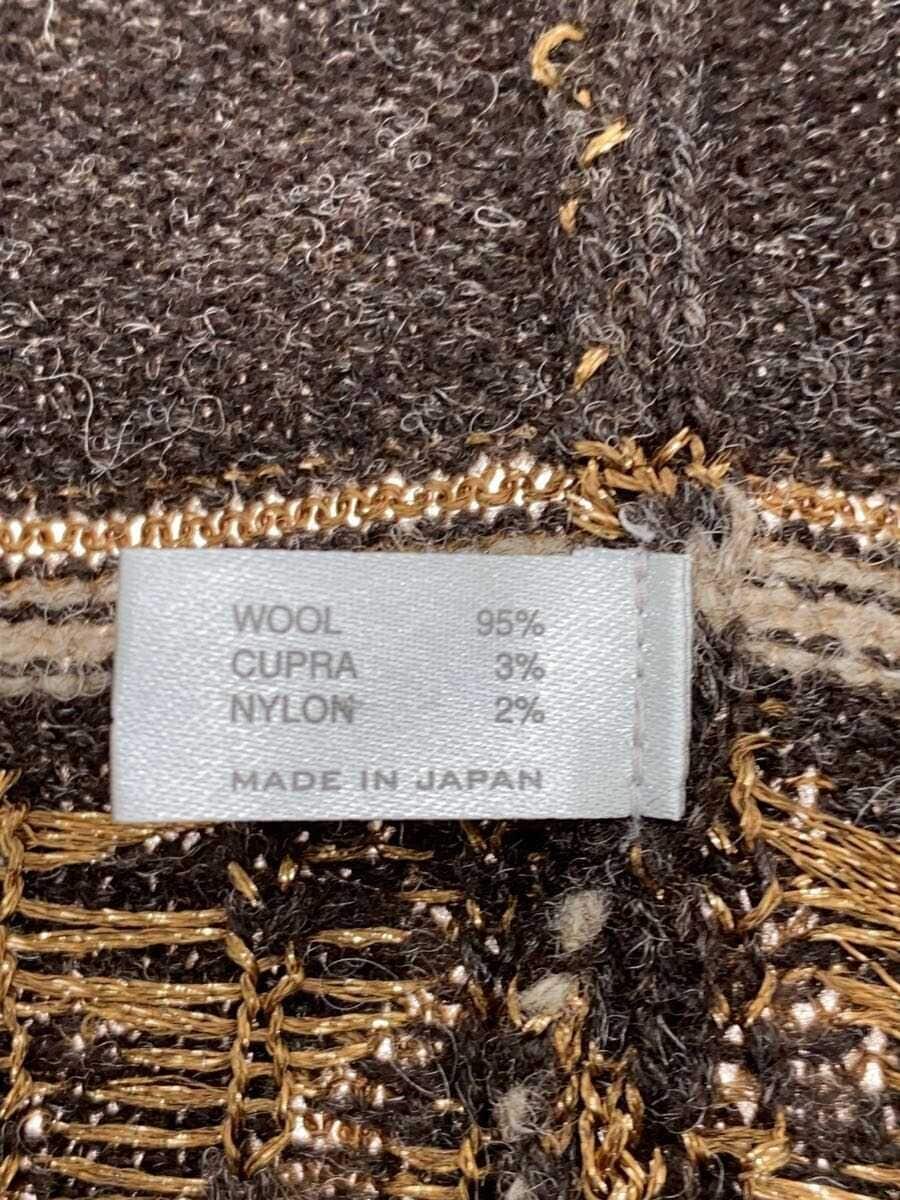 WOOL 95%
CUPRA 3%
NYLON 2%
MADE IN JAPAN